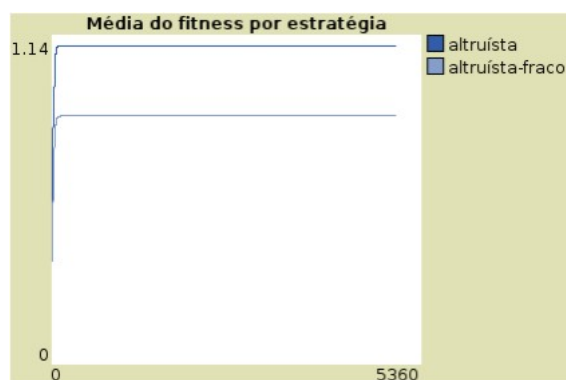 Média do fitness por estratégia
1.14
altruísta
altruísta-fraco
0
0
5360